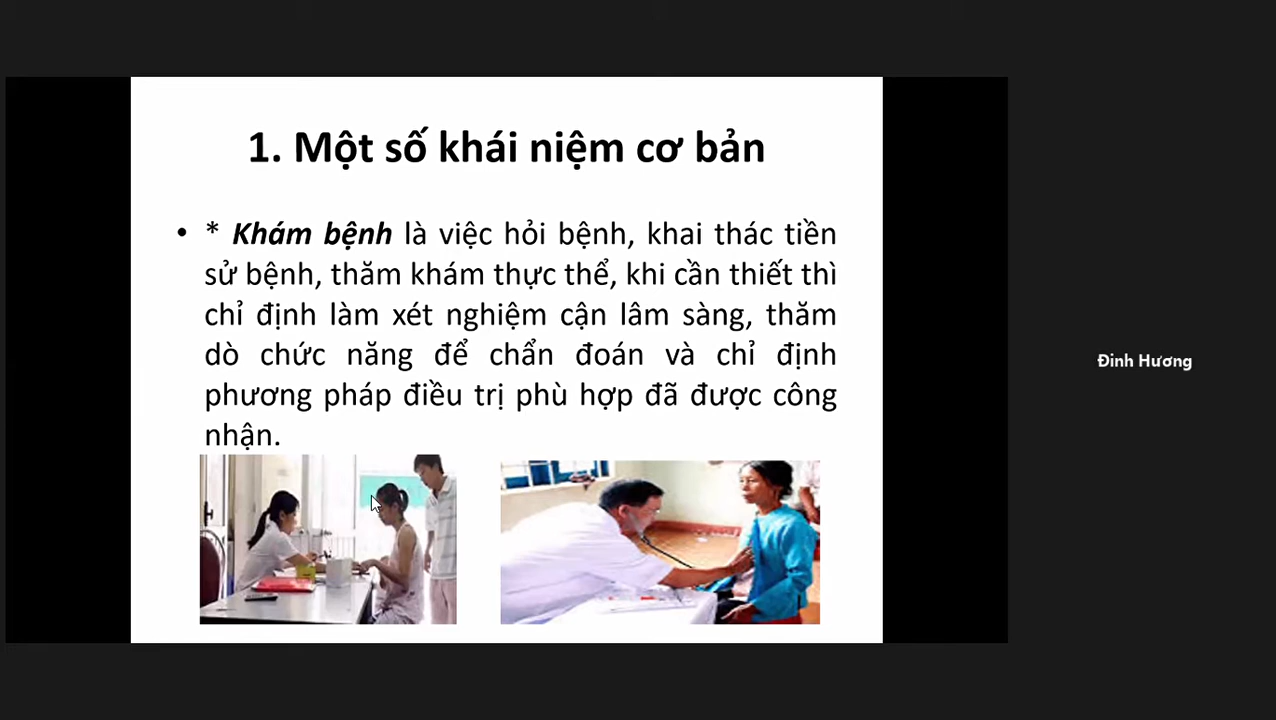 1. Một số khái niệm cơ bản
• * Khám bệnh là việc hỏi bệnh, khai thác tiền
sử bệnh, thăm khám thực thể, khi cần thiết thì
chỉ định làm xét nghiệm cận lâm sàng, thăm
dò chức năng để chẩn đoán và chỉ định
phương pháp điều trị phù hợp đã được công
nhận.
Đinh Hương